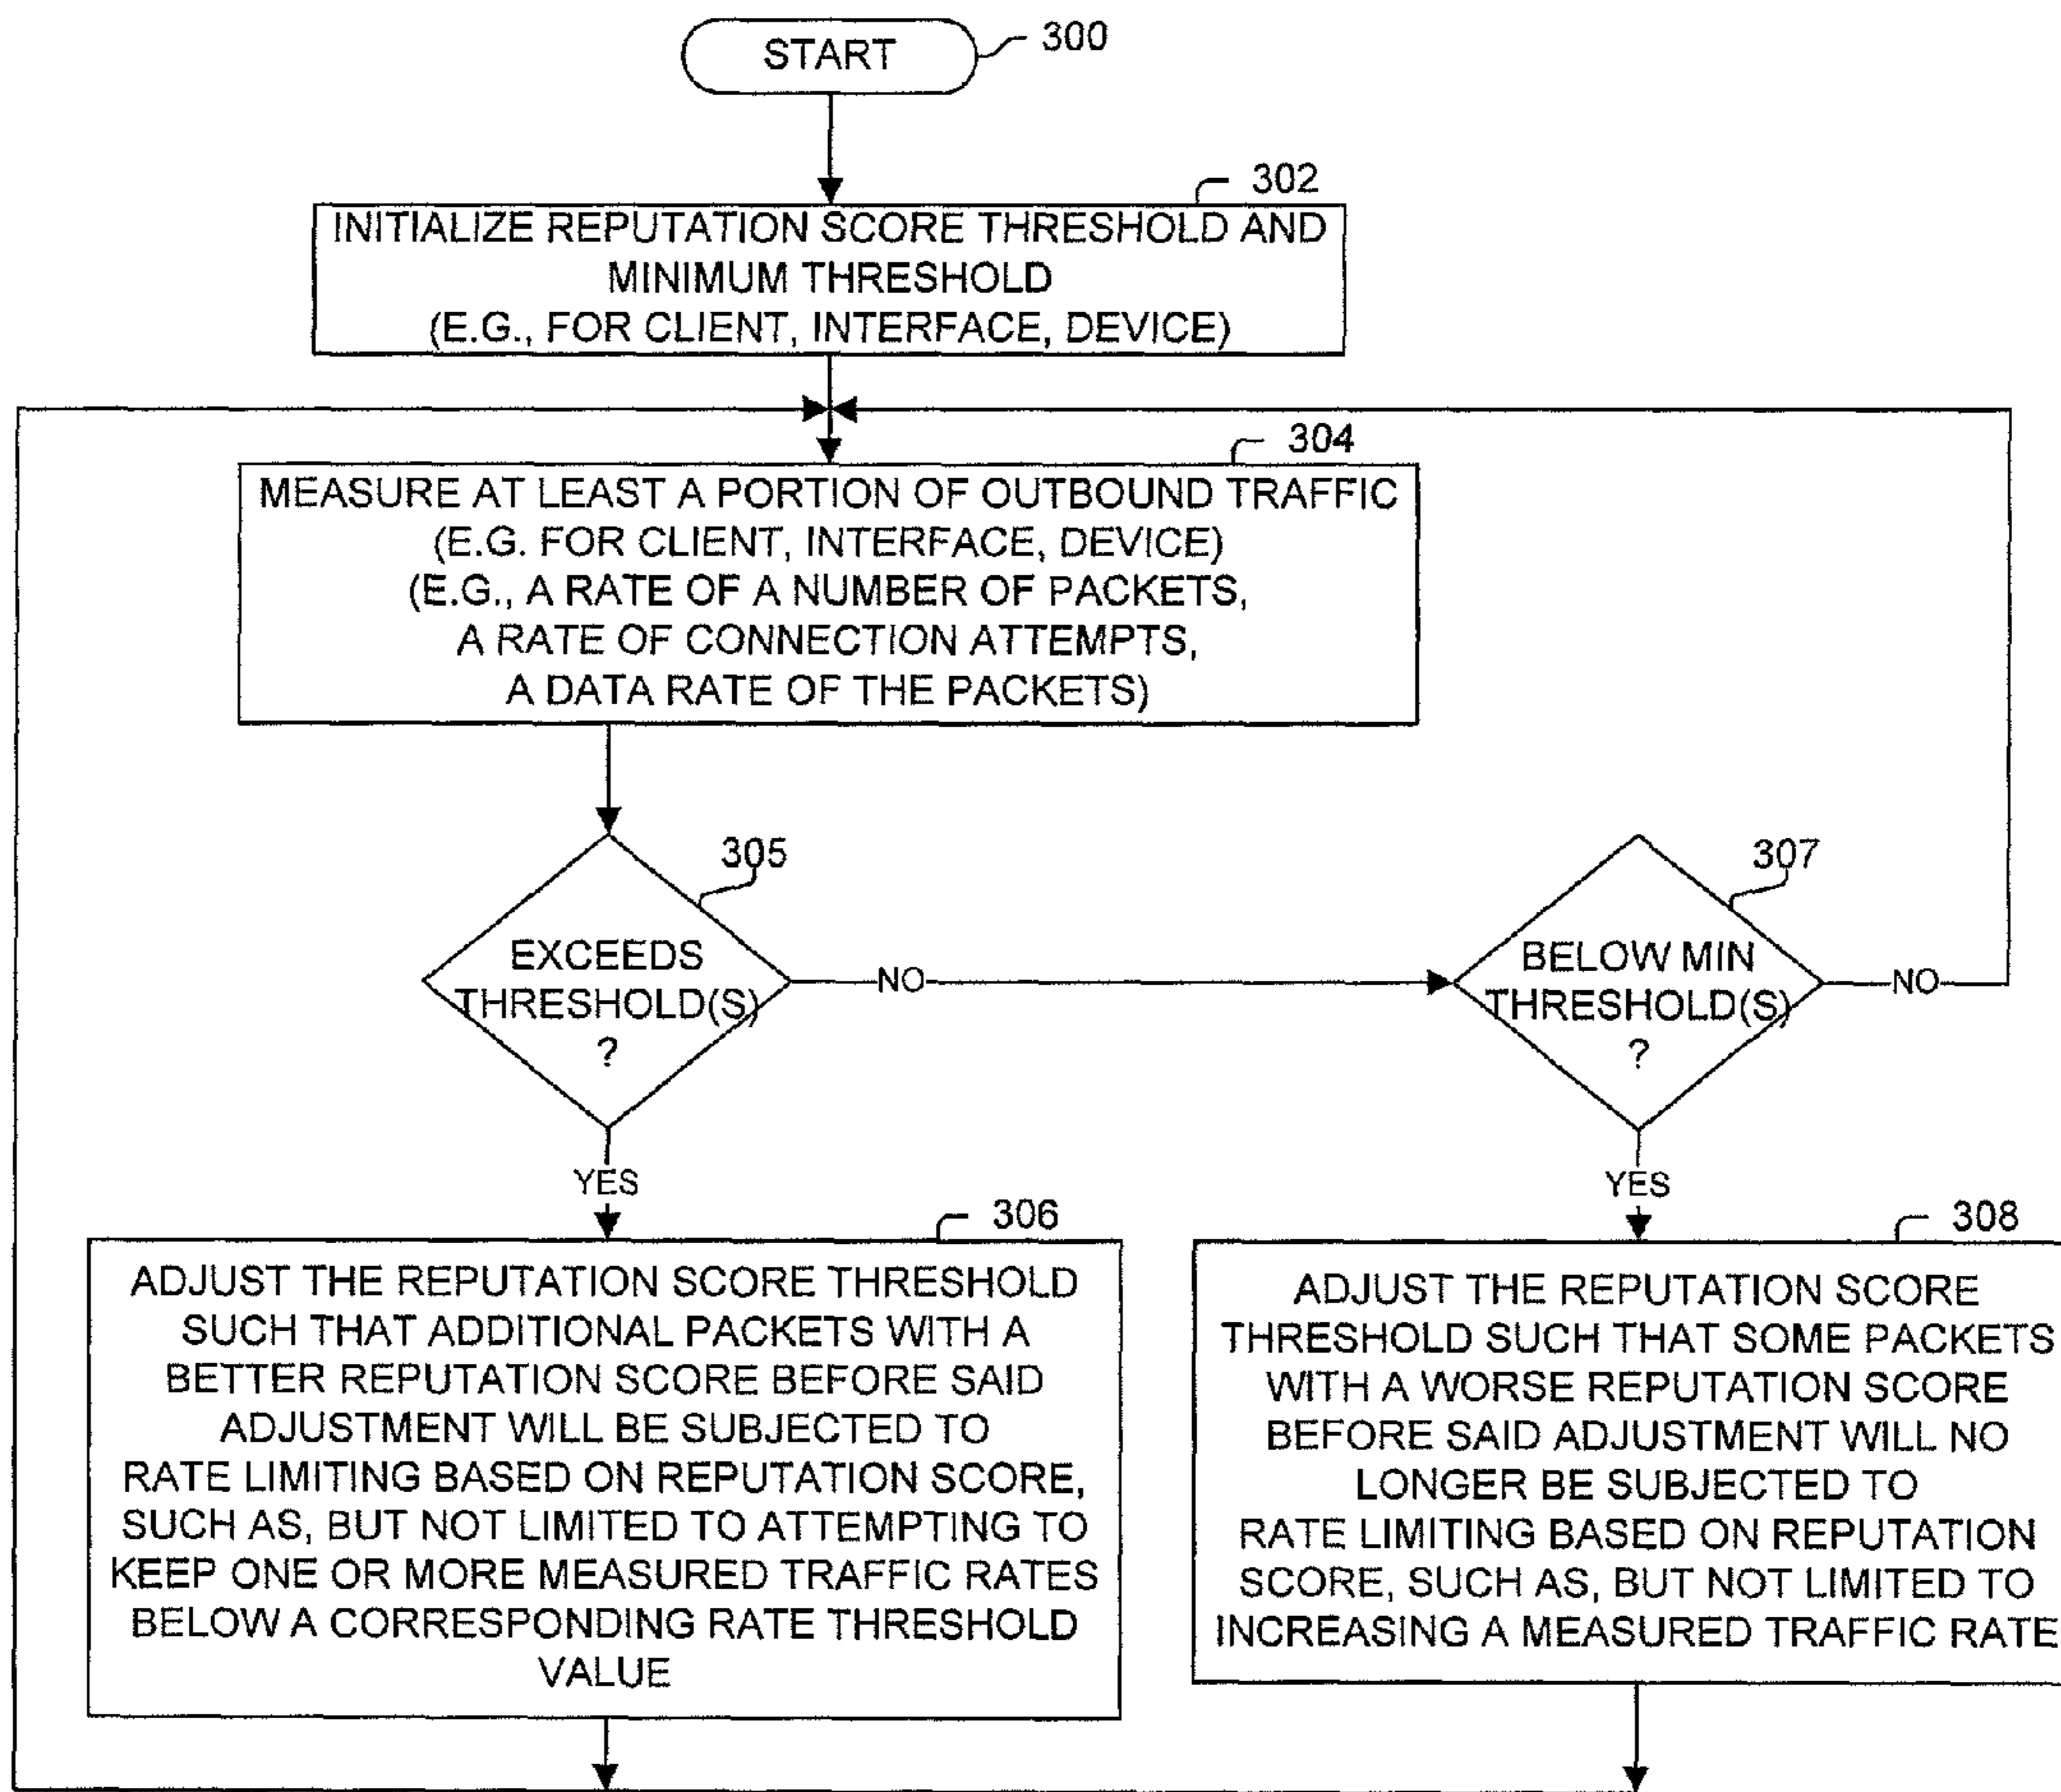 START
300
302
INITIALIZE REPUTATION SCORE THRESHOLD AND
MINIMUM THRESHOLD
(E.G., FOR CLIENT, INTERFACE, DEVICE)
304
MEASURE AT LEAST A PORTION OF OUTBOUND TRAFFIC
(E.G. FOR CLIENT, INTERFACE, DEVICE)
(E.G., A RATE OF A NUMBER OF PACKETS,
A RATE OF CONNECTION ATTEMPTS,
A DATA RATE OF THE PACKETS)
305
EXCEEDS
THRESHOLD(S)
?
NO
307
BELOW MIN
THRESHOLD(S)
?
NO
YES
YES
306
ADJUST THE REPUTATION SCORE THRESHOLD
SUCH THAT ADDITIONAL PACKETS WITH A
BETTER REPUTATION SCORE BEFORE SAID
ADJUSTMENT WILL BE SUBJECTED TO
RATE LIMITING BASED ON REPUTATION SCORE,
SUCH AS, BUT NOT LIMITED TO ATTEMPTING TO
KEEP ONE OR MORE MEASURED TRAFFIC RATES
BELOW A CORRESPONDING RATE THRESHOLD
VALUE
308
ADJUST THE REPUTATION SCORE
THRESHOLD SUCH THAT SOME PACKETS
WITH A WORSE REPUTATION SCORE
BEFORE SAID ADJUSTMENT WILL NO
LONGER BE SUBJECTED TO
RATE LIMITING BASED ON REPUTATION
SCORE, SUCH AS, BUT NOT LIMITED TO
INCREASING A MEASURED TRAFFIC RATE